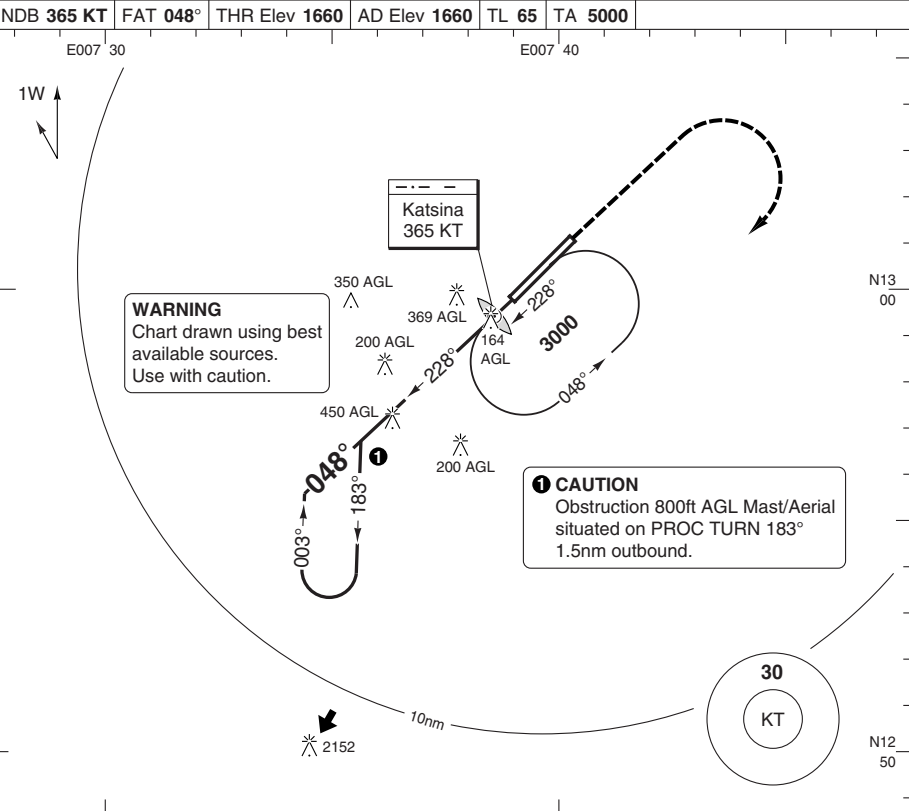 NDB 365 KT FAT 048° THR Elev 1660 AD Elev 1660 TL 65 TA 5000
E007 30
E007 40
1W
Katsina
365 KT
N13
00
350 AGL
369 AGL
228°
164
AGL
3000
WARNING
Chart drawn using best
available sources.
Use with caution.
200 AGL
228°
048°
450 AGL
200 AGL
048°
1
183°
003°
1 CAUTION
Obstruction 800ft AGL Mast/Aerial
situated on PROC TURN 183°
1.5nm outbound.
30
KT
10nm
2152
N12
50